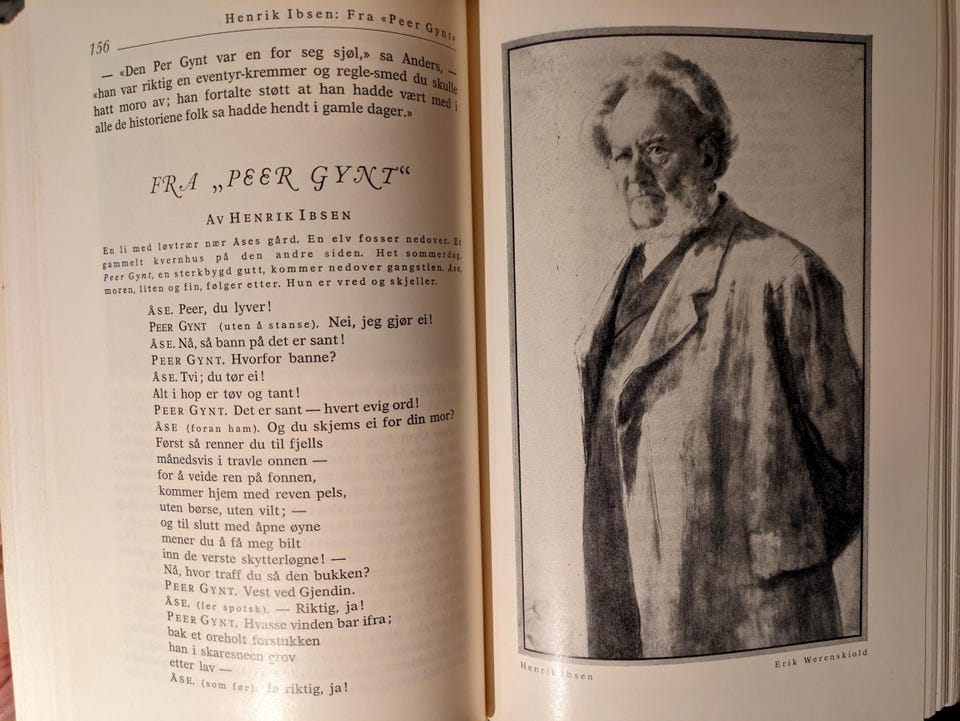 156
Henrik Ibsen: Fra «Peer Gynt»
— «Den Per Gynt var en for seg sjøl,» sa Anders, —
«han var riktig en eventyr-kremmer og regle-smed du skulle
hatt moro av; han fortalte støtt at han hadde vært med i
alle de historiene folk sa hadde hendt i gamle dager.»
FRA „PEER GYNT“
AV HENRIK IBSEN
En li med løvtrær nær Åses gård. En elv fosser nedover. Et
gammelt kvernhus på den andre siden. Het sommerdag.
Peer Gynt, en sterkbygd gutt, kommer nedover gangstien. Åse,
moren, liten og fin, følger etter. Hun er vred og skjeller.
ÅSE. Peer, du lyver!
PEER GYNT (uten å stanse). Nei, jeg gjør ei!
ÅSE. Nå, så bann på det er sant!
PEER GYNT. Hvorfor banne?
ÅSE. Tvi; du tør ei!
Alt i hop er tøv og tant!
PEER GYNT. Det er sant — hvert evig ord!
ÅSE (foran ham). Og du skjems ei for din mor?
Først så renner du til fjells
månedsvis i travle onnen —
for å veide ren på fonnen,
kommer hjem med reven pels,
uten børse, uten vilt; —
og til slutt med åpne øyne
mener du å få meg bilt
inn de verste skytterløgne! —
Nå, hvor traff du så den bukken?
PEER GYNT. Vest ved Gjendin.
ÅSE. (ler spotsk). — Riktig, ja!
PEER GYNT. Hvasse vinden bar ifra;
bak et oreholt forstukken
han i skaresneen grov
etter lav —
ÅSE. (som før). Ja riktig, ja!
Henrik Ibsen
Erik Werenskiold